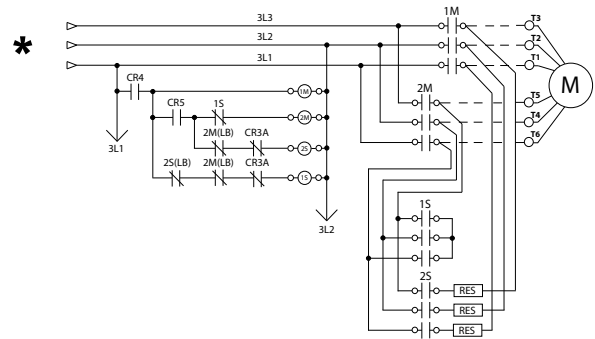 3L3
1M
T3
*
3L2
T2
3L1
T1
M
CR4
1M
2M
T5
CR5
1S
2M
T4
2M(LB)
CR3A
T6
3L1
2S
2S(LB)
2M(LB)
CR3A
1S
1S
3L2
2S
RES
RES
RES